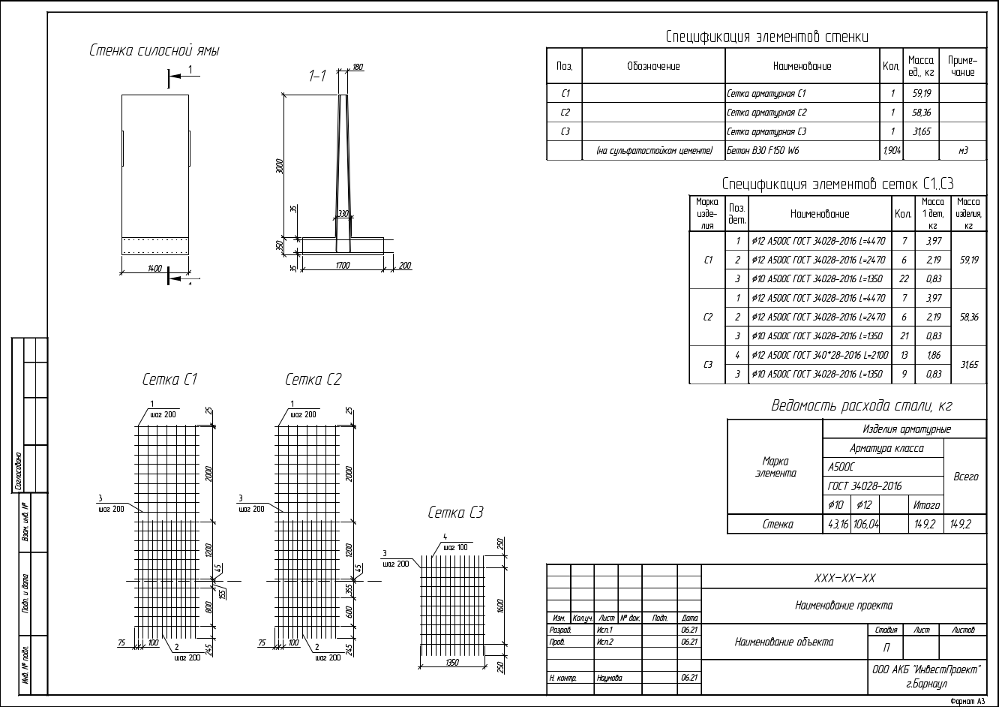 Стенка силосной ямы
1
1400
1
1-1
180
3000
35
330
350
35
1700
200
Спецификация элементов стенки
Поз. Обозначение Наименование Кол. Масса ед., кг Приме-чание
С1 Сетка арматурная С1 1 59,19
С2 Сетка арматурная С2 1 58,36
С3 Сетка арматурная С3 1 31,65
(на сульфатостойком цементе) Бетон В30 F150 W6 1,904 м3
Спецификация элементов сеток С1..С3
Марка изде-лия Поз. дет. Наименование Кол. Масса 1 дет, кг Масса изделия, кг
С1 1 ϕ12 А500С ГОСТ 34028-2016 L=4470 7 3,97 59,19
2 ϕ12 А500С ГОСТ 34028-2016 L=2470 6 2,19
3 ϕ10 А500С ГОСТ 34028-2016 L=1350 22 0,83
С2 1 ϕ12 А500С ГОСТ 34028-2016 L=4470 7 3,97 58,36
2 ϕ12 А500С ГОСТ 34028-2016 L=2470 6 2,19
3 ϕ10 А500С ГОСТ 34028-2016 L=1350 21 0,83
С3 4 ϕ12 А500С ГОСТ 340*28-2016 L=2100 13 1,86 31,65
3 ϕ10 А500С ГОСТ 34028-2016 L=1350 9 0,83
Ведомость расхода стали, кг
Марка элемента
Изделия арматурные
Арматура класса
Всего
А500С
ГОСТ 34028-2016
ϕ10 ϕ12 Итого
Стенка 43,16 106,04 149,2 149,2
Сетка С1
1
шаг 200
25
2000
3
шаг 200
1200
45
155
800
245
75
100
2
шаг 200
Сетка С2
1
шаг 200
25
2000
3
шаг 200
1200
45
355
600
245
75
100
2
шаг 200
Сетка С3
4
шаг 100
3
шаг 200
250
1600
250
1350
Согласовано
Взам. инв. №
Подп. и дата
Инв. № подл.
ХХХ-ХХ-ХХ
Наименование проекта
Изм. Кол.уч. Лист № док. Подп. Дата
Разраб. Исп.1 06.21
Пров. Исп.2 06.21
Н. контр. Наумова 06.21
Наименование объекта
Стадия Лист Листов
П
ООО АКБ "ИнвестПроект"
г.Барнаул
Формат А3